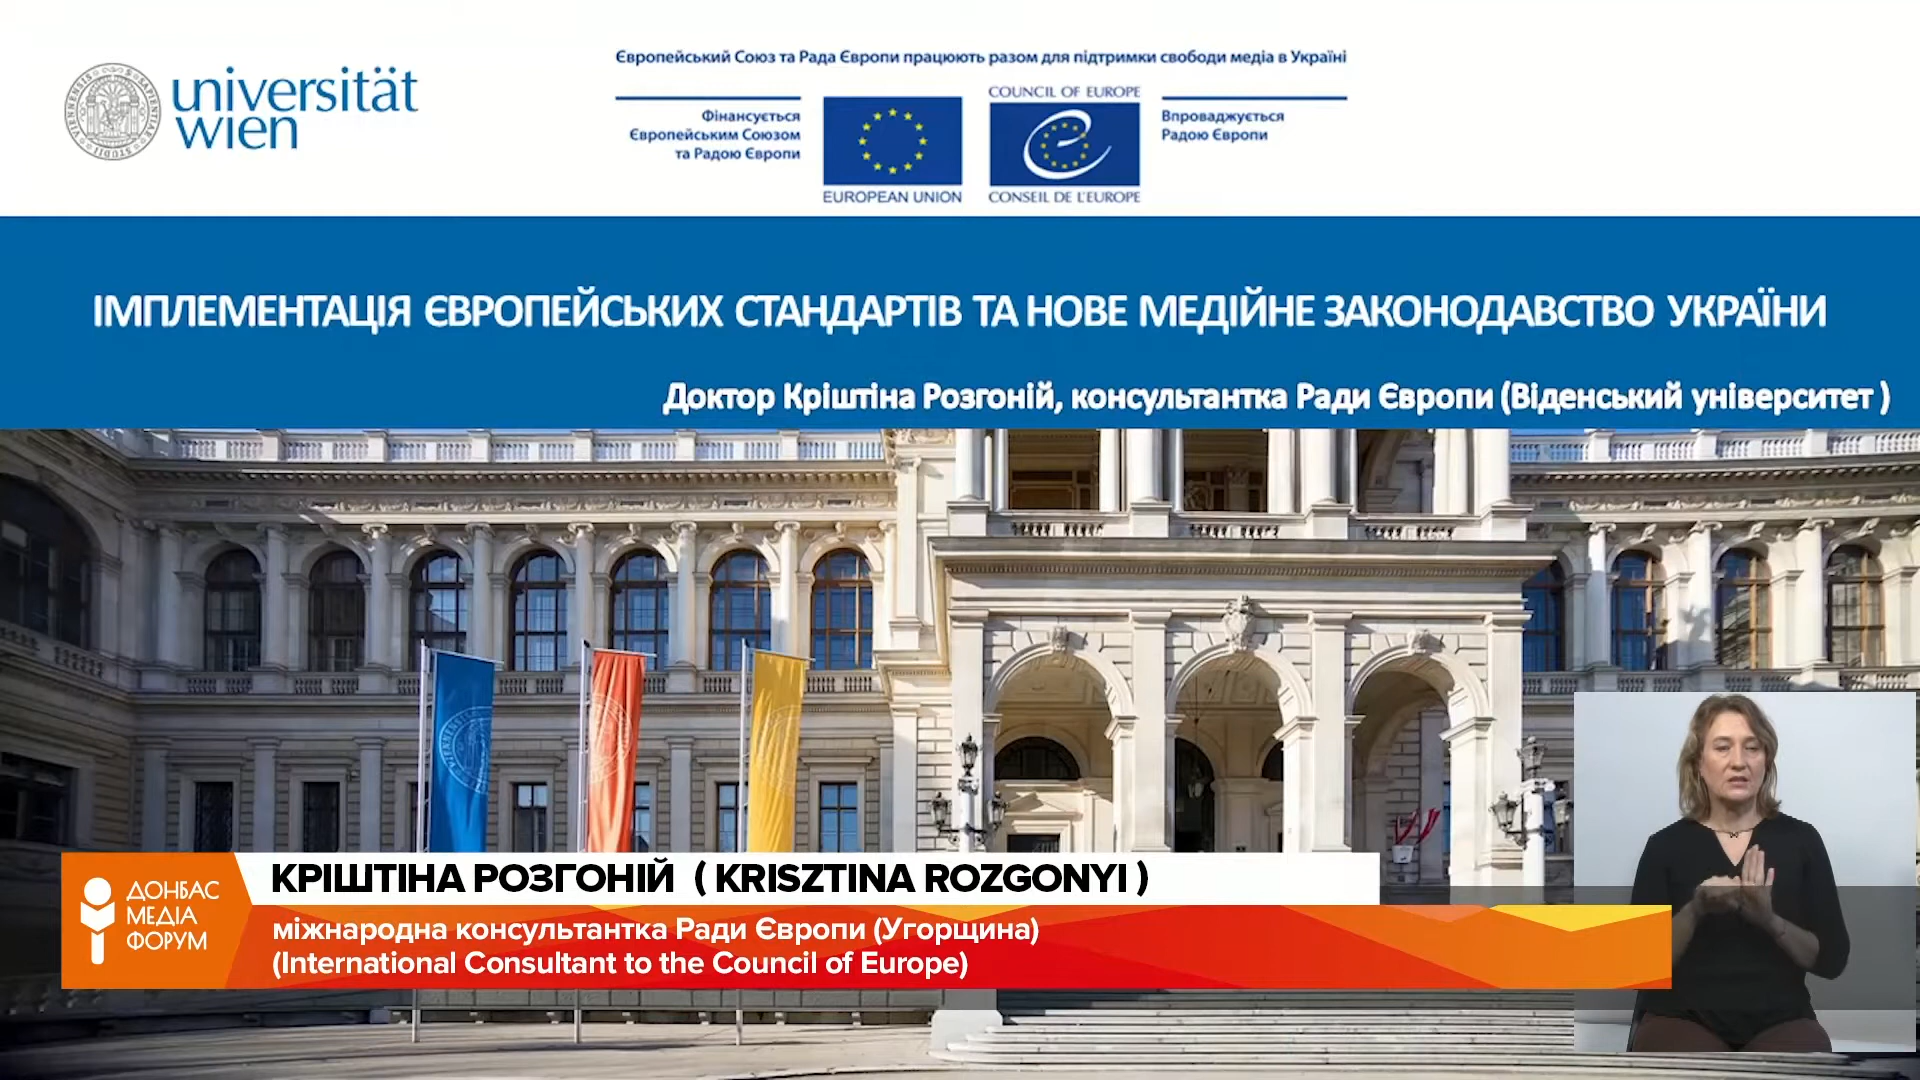 universität
wien
Європейський Союз та Рада Європи працюють разом для підтримки свободи медіа в Україні
Фінансується
Європейським Союзом
та Радою Європи
EUROPEAN UNION
COUNCIL OF EUROPE
CONSEIL DE L'EUROPE
Впроваджується
Радою Європи
ІМПЛЕМЕНТАЦІЯ ЄВРОПЕЙСЬКИХ СТАНДАРТІВ ТА НОВЕ МЕДІЙНЕ ЗАКОНОДАВСТВО УКРАЇНИ
Доктор Кріштіна Розгоній, консультантка Ради Європи (Віденський університет )
ДОНБАС
МЕДІА
ФОРУМ
КРІШТІНА РОЗГОНІЙ ( KRISZTINA ROZGONYI )
міжнародна консультантка Ради Європи (Угорщина)
(International Consultant to the Council of Europe)